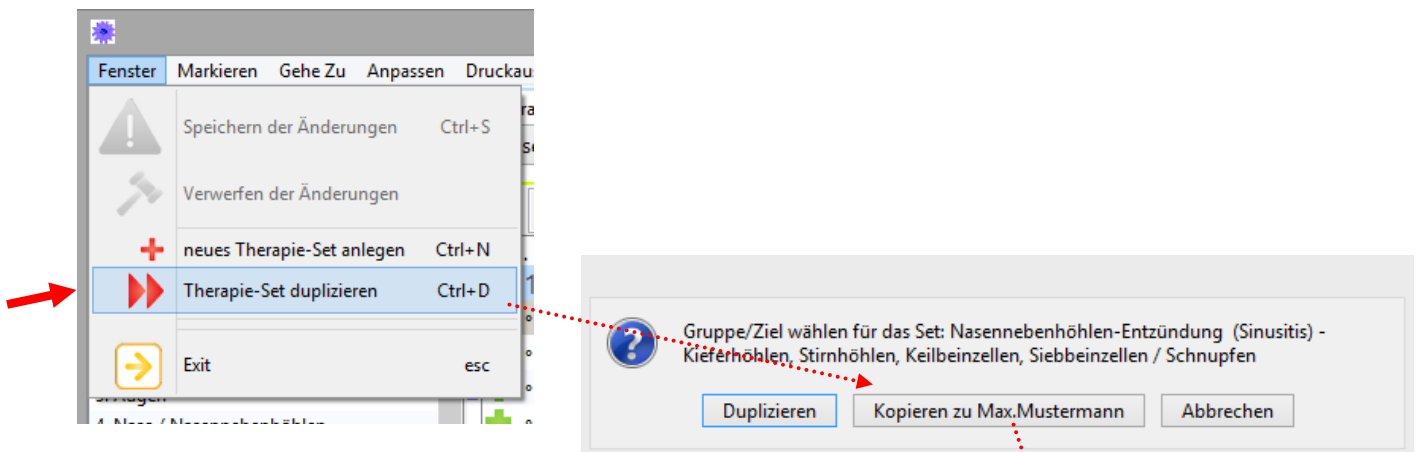 Fenster Markieren Gehe Zu Anpassen
Speichern der Änderungen Ctrl+S
Verwerfen der Änderungen
neues Therapie-Set anlegen Ctrl+N
Therapie-Set duplizieren Ctrl+D
Exit esc
Gruppe/Ziel wählen für das Set: Nasennebenhöhlen-Entzündung (Sinusitis) -
Kieferhöhlen, Stirnhöhlen, Keilbeinzellen, Siebbeinzellen / Schnupfen
Duplizieren Kopieren zu Max.Mustermann Abbrechen